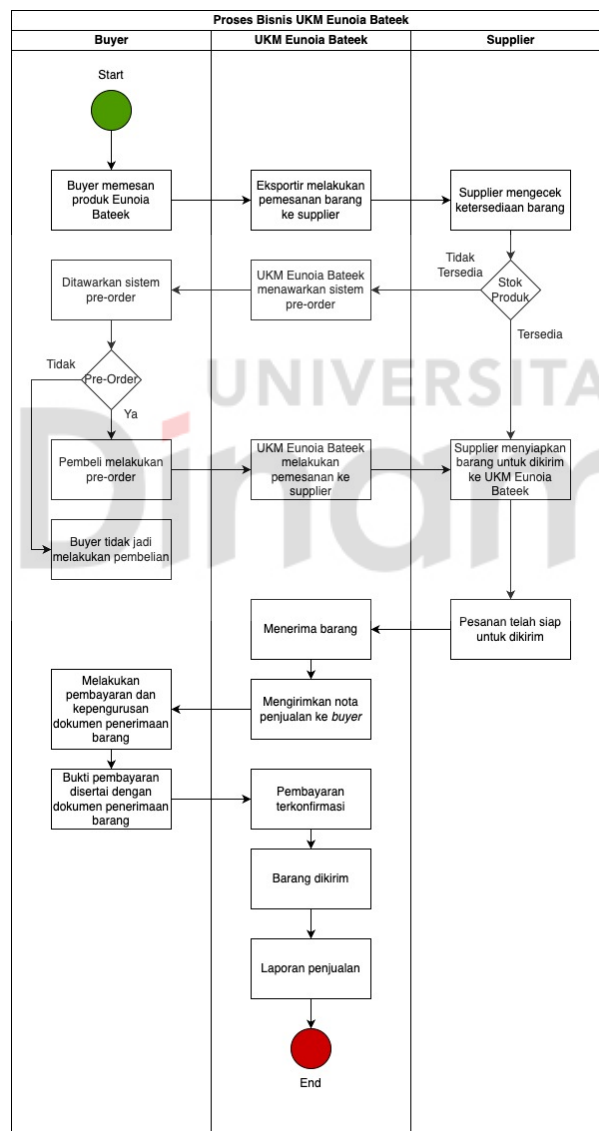 Proses Bisnis UKM Eunoia Bateek
Buyer
UKM Eunoia Bateek
Supplier
Start
Buyer memesan
produk Eunoia
Bateek
Eksportir melakukan
pemesanan barang
ke supplier
Supplier mengecek
ketersediaan barang
Ditawarkan sistem
pre-order
UKM Eunoia Bateek
menawarkan sistem
pre-order
Tidak
Tersedia
Stok
Produk
Tersedia
Tidak
Pre-Order
Ya
UNIVERSITA
Dinam
Pembeli melakukan
pre-order
UKM Eunoia Bateek
melakukan
pemesanan ke
supplier
Supplier menyiapkan
barang untuk dikirim
ke UKM Eunoia
Bateek
Buyer tidak jadi
melakukan pembelian
Menerima barang
Pesanan telah siap
untuk dikirim
Melakukan
pembayaran dan
kepengurusan
dokumen penerimaan
barang
Mengirimkan nota
penjualan ke buyer
Bukti pembayaran
disertai dengan
dokumen penerimaan
barang
Pembayaran
terkonfirmasi
Barang dikirim
Laporan penjualan
End